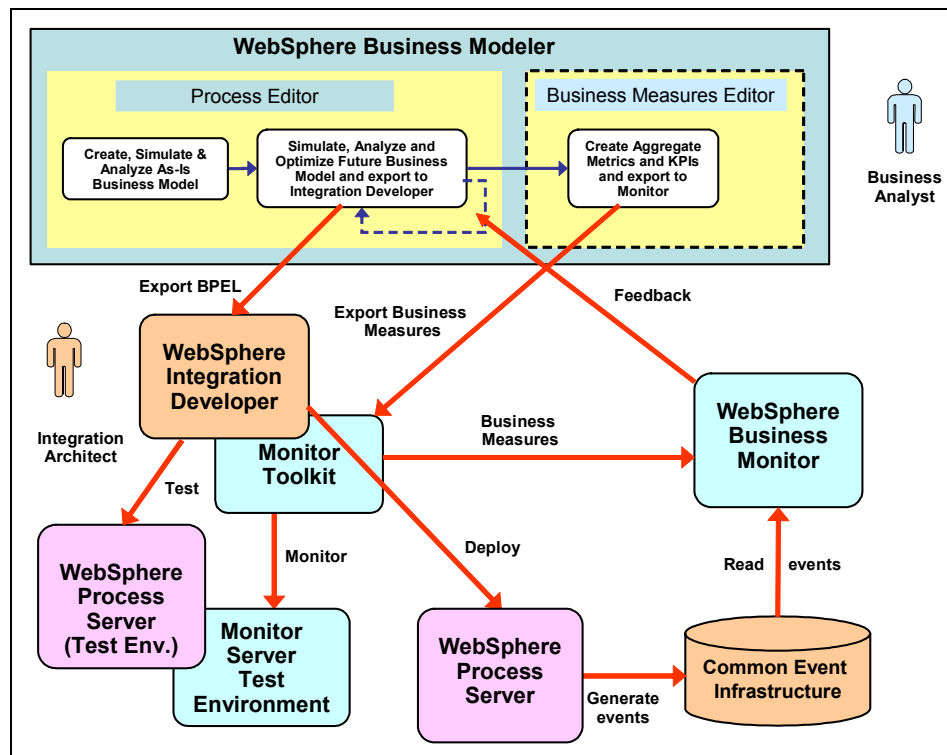 WebSphere Business Modeler
Process Editor
Business Measures Editor
Create, Simulate &
Analyze As-Is
Business Model
Simulate, Analyze and
Optimize Future Business
Model and export to
Integration Developer
Create Aggregate
Metrics and KPIs
and export to
Monitor
Business
Analyst
Export BPEL
Export Business
Measures
Feedback
WebSphere
Integration
Developer
Integration
Architect
Monitor
Toolkit
Business
Measures
WebSphere
Business
Monitor
Test
Monitor
Deploy
Read events
WebSphere
Process
Server
(Test Env.)
Monitor
Server
Test
Environment
WebSphere
Process
Server
Generate
events
Common Event
Infrastructure